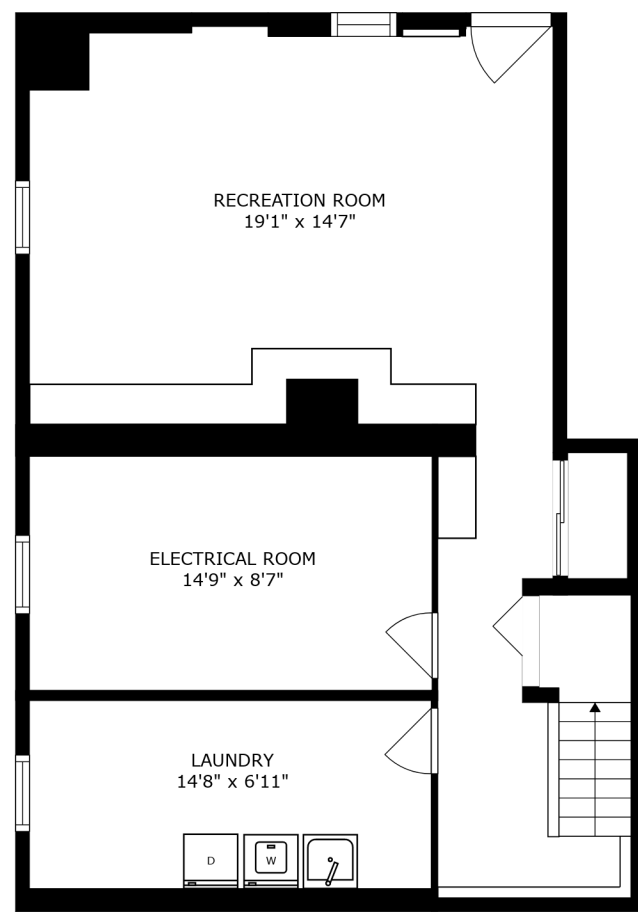 RECREATION ROOM
19'1" x 14'7"
ELECTRICAL ROOM
14'9" x 8'7"
LAUNDRY
14'8" x 6'11"
D
W